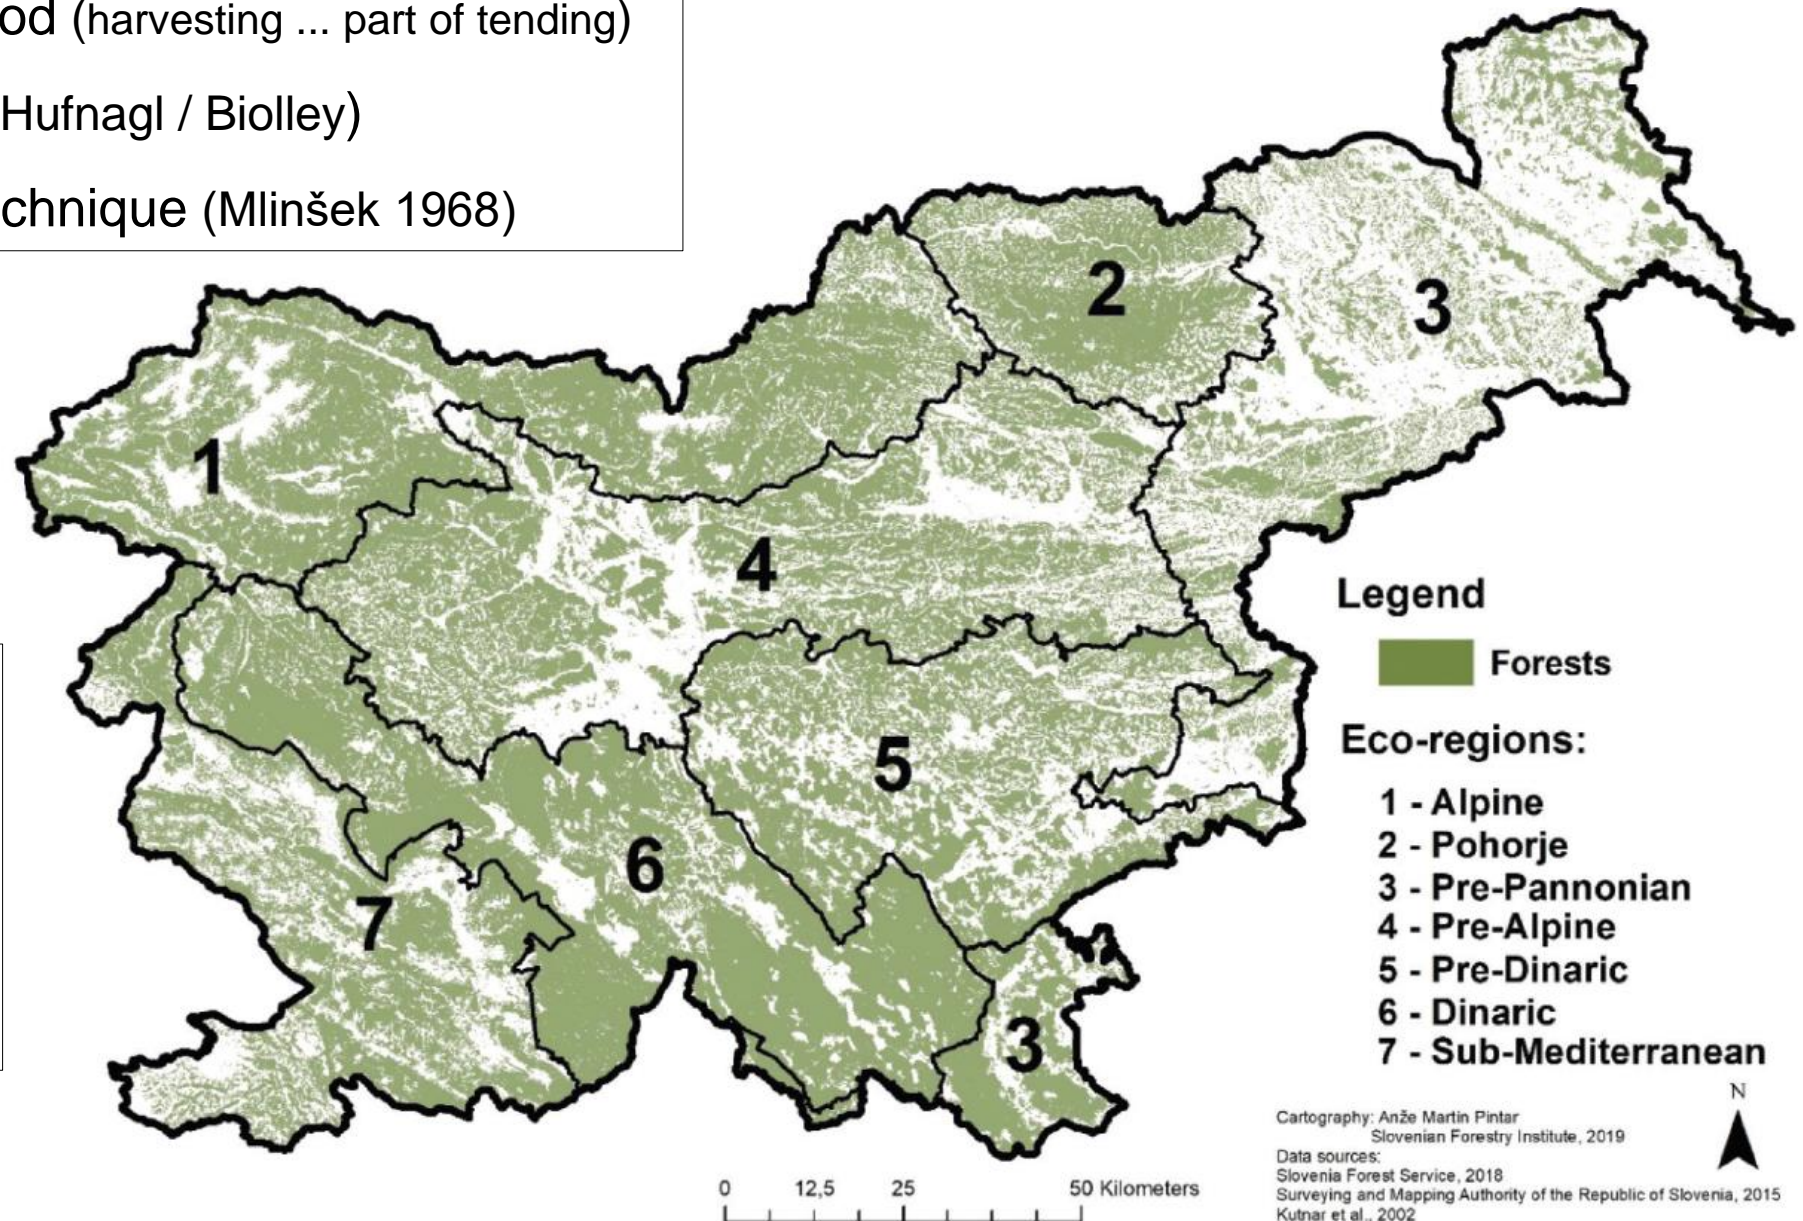 od (harvesting ... part of tending)
Hufnagl / Biolley)
chnique (Mlinšek 1968)
2
3
1
4
5
6
7
3
Legend
Forests
Eco-regions:
1 - Alpine
2 - Pohorje
3 - Pre-Pannonian
4 - Pre-Alpine
5 - Pre-Dinaric
6 - Dinaric
7 - Sub-Mediterranean
N
Cartography: Anže Martin Pintar
Slovenian Forestry Institute, 2019
Data sources:
Slovenia Forest Service, 2018
Surveying and Mapping Authority of the Republic of Slovenia, 2015
Kutnar et al., 2002
0 12,5 25 50 Kilometers